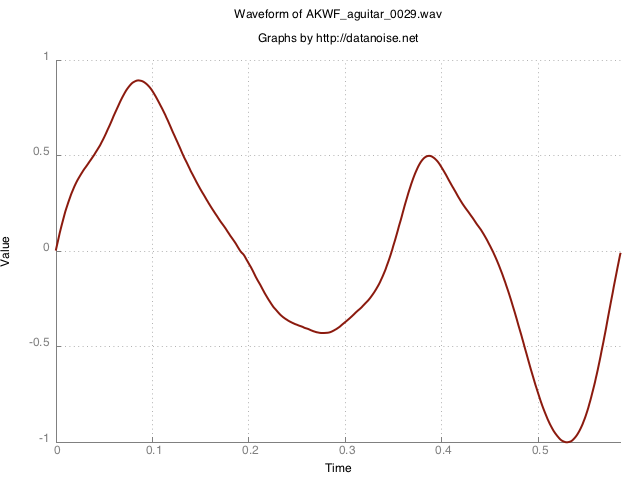 Waveform of AKWF_aguitar_0029.wav
Graphs by http://datanoise.net
1
0.5
0
-0.5
-1
Value
0 0.1 0.2 0.3 0.4 0.5
Time